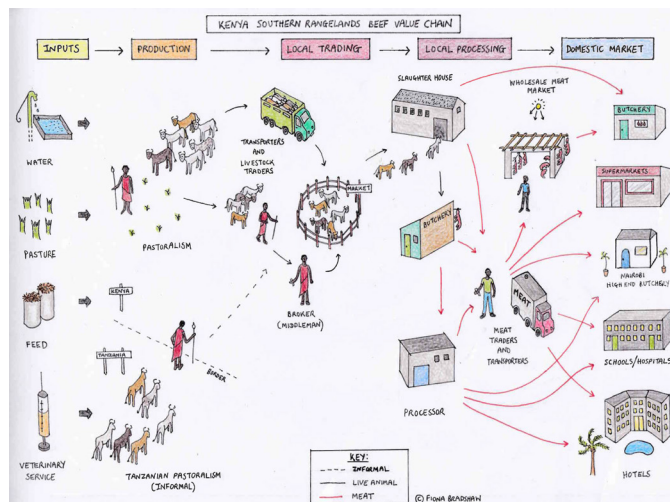 KENYA SOUTHERN RANGELANDS BEEF VALUE CHAIN
INPUTS
PRODUCTION
LOCAL TRADING
LOCAL PROCESSING
DOMESTIC MARKET
WATER
PASTURE
FEED
VETERINARY
SERVICE
PASTORALISM
KENYA
TANZANIA
BORDER
TANZANIAN PASTORALISM
(INFORMAL)
TRANSPORTERS
AND
LIVESTOCK
TRADERS
MARKET
BROKER
(MIDDLEMAN)
SLAUGHTER HOUSE
BUTCHERY
PROCESSOR
WHOLESALE MEAT
MARKET
MEAT
MEAT
TRADERS
AND
TRANSPORTERS
BUTCHERY
SUPERMARKETS
NAIROBI
HIGH END BUTCHERY
SCHOOLS/HOSPITALS
HOTELS
KEY:
INFORMAL
LIVE ANIMAL
MEAT
© FIONA BRADSHAW